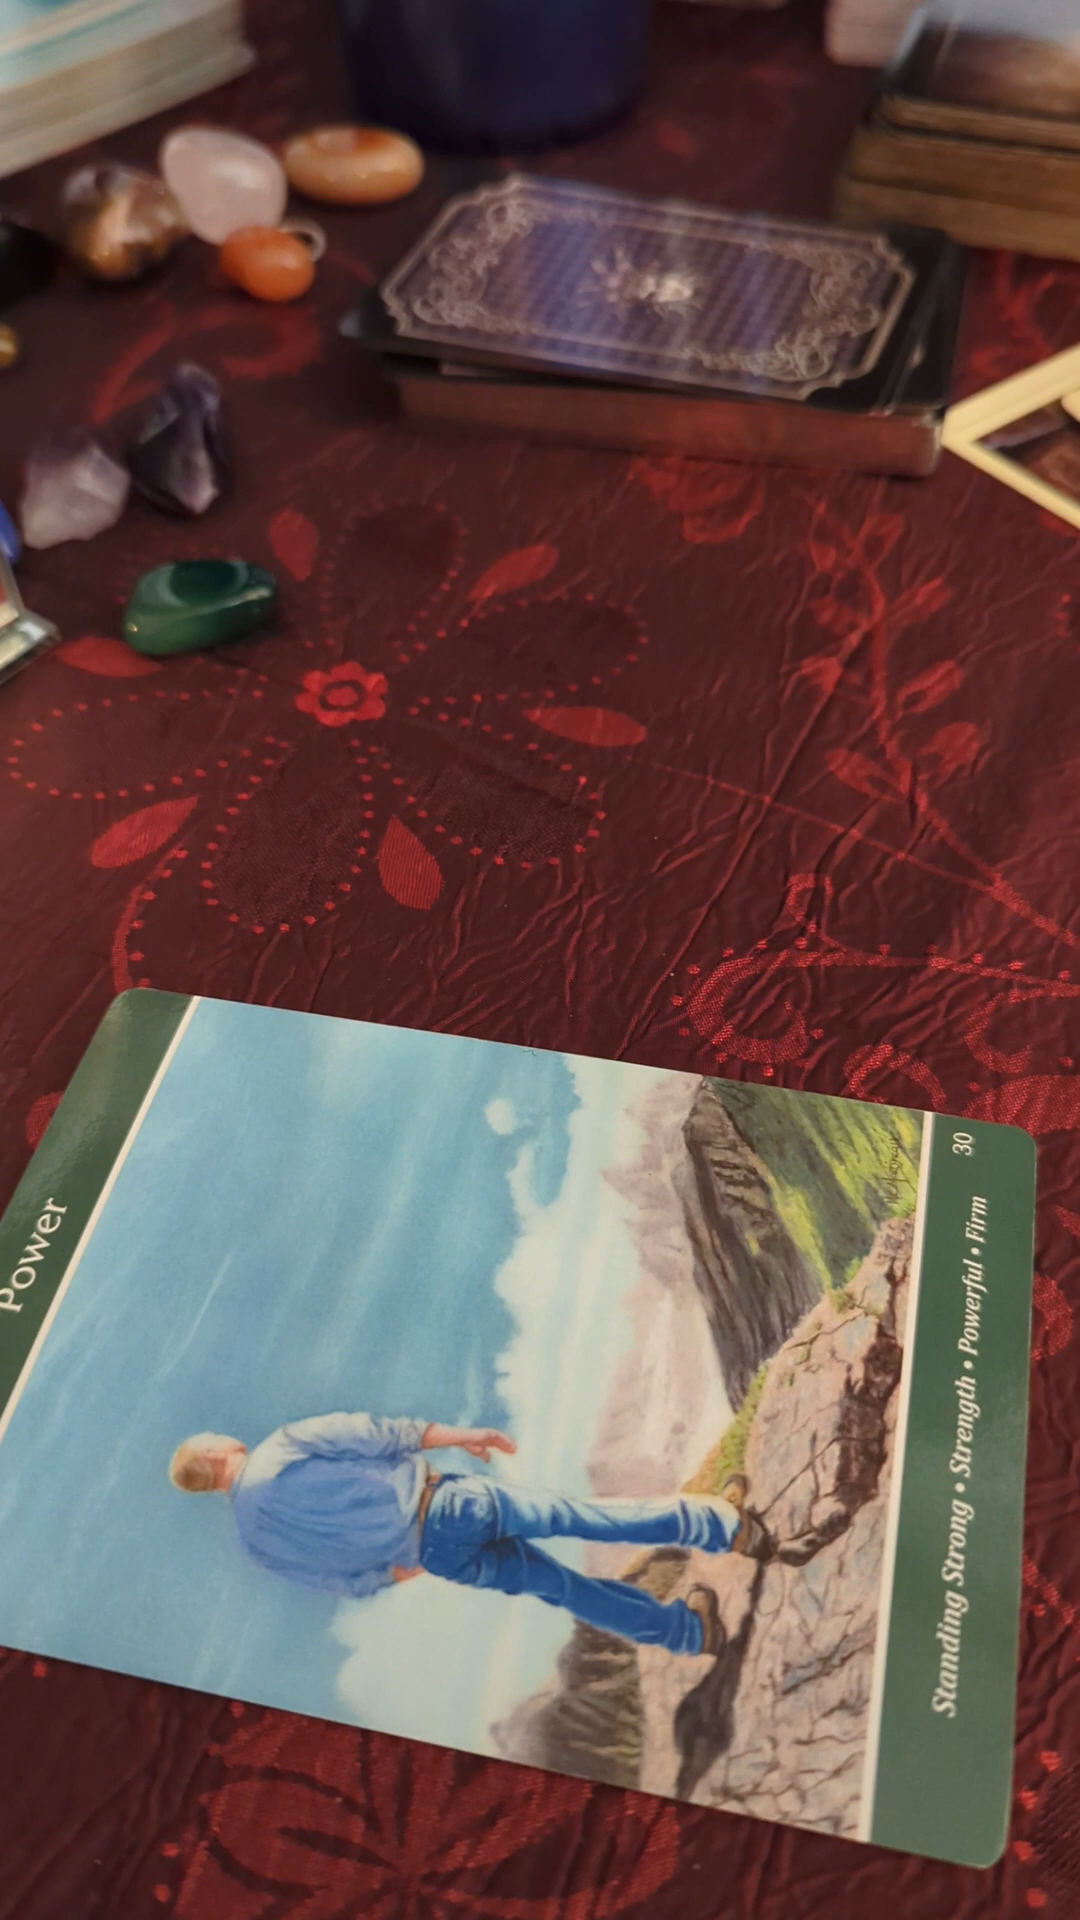 Power
30
Standing Strong • Strength • Powerful • Firm